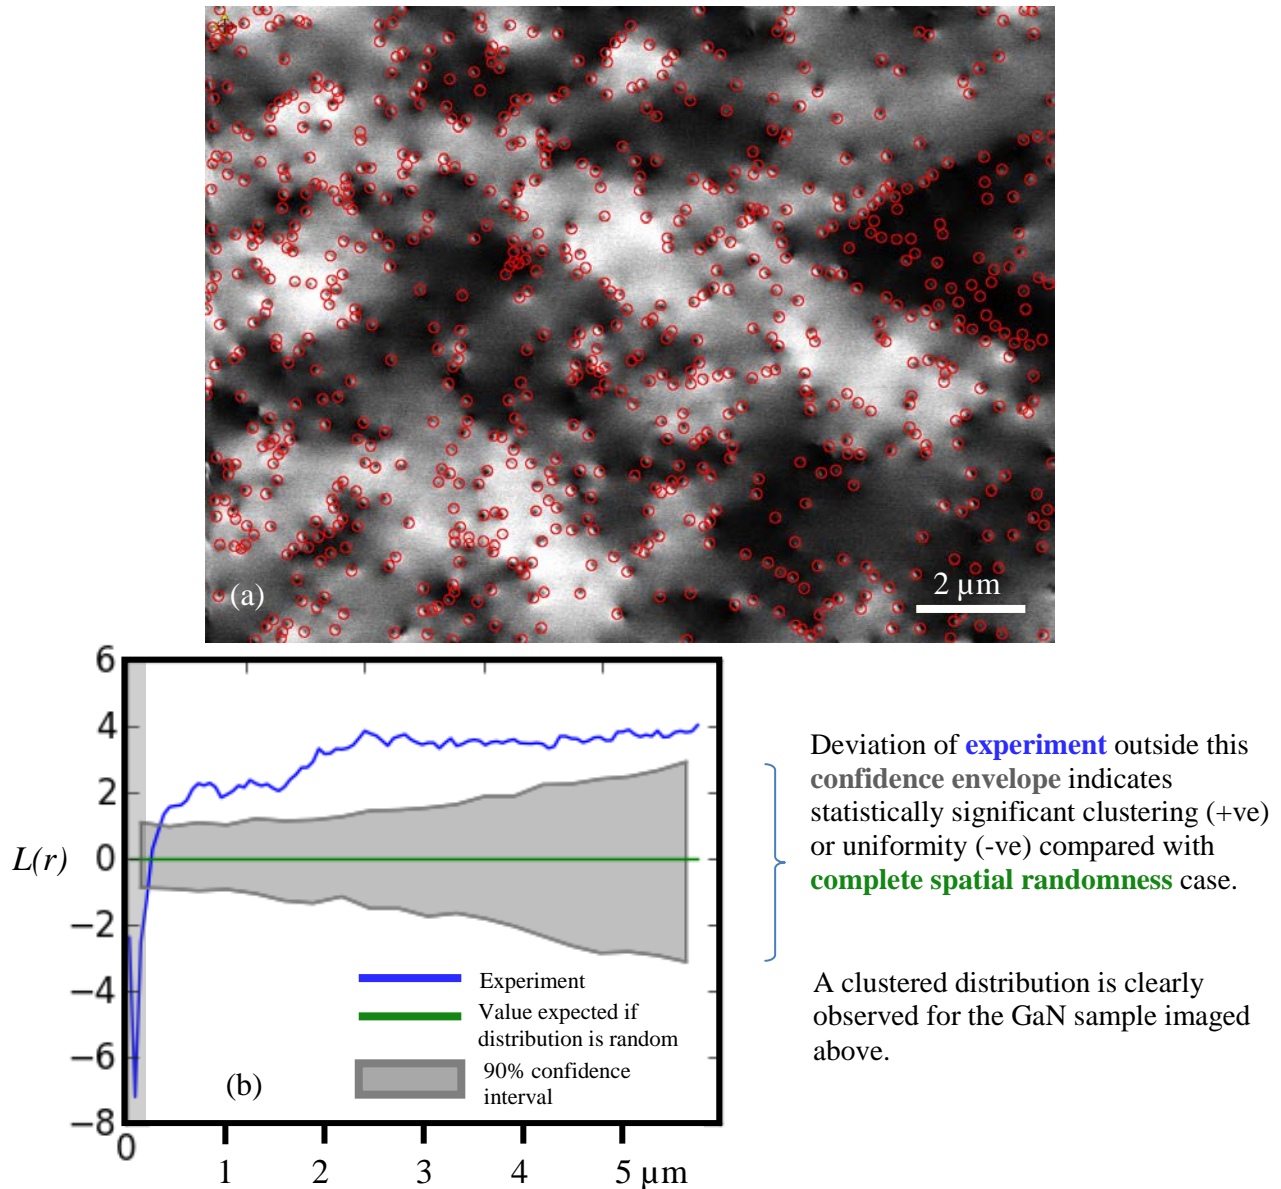 (a)
2 µm
6
4
2
0
−2
−4
−6
−8
L(r)
Experiment
Value expected if
distribution is random
90% confidence
interval
(b)
0
1
2
3
4
5 µm
Deviation of experiment outside this
confidence envelope indicates
statistically significant clustering (+ve)
or uniformity (-ve) compared with
complete spatial randomness case.
A clustered distribution is clearly
observed for the GaN sample imaged
above.